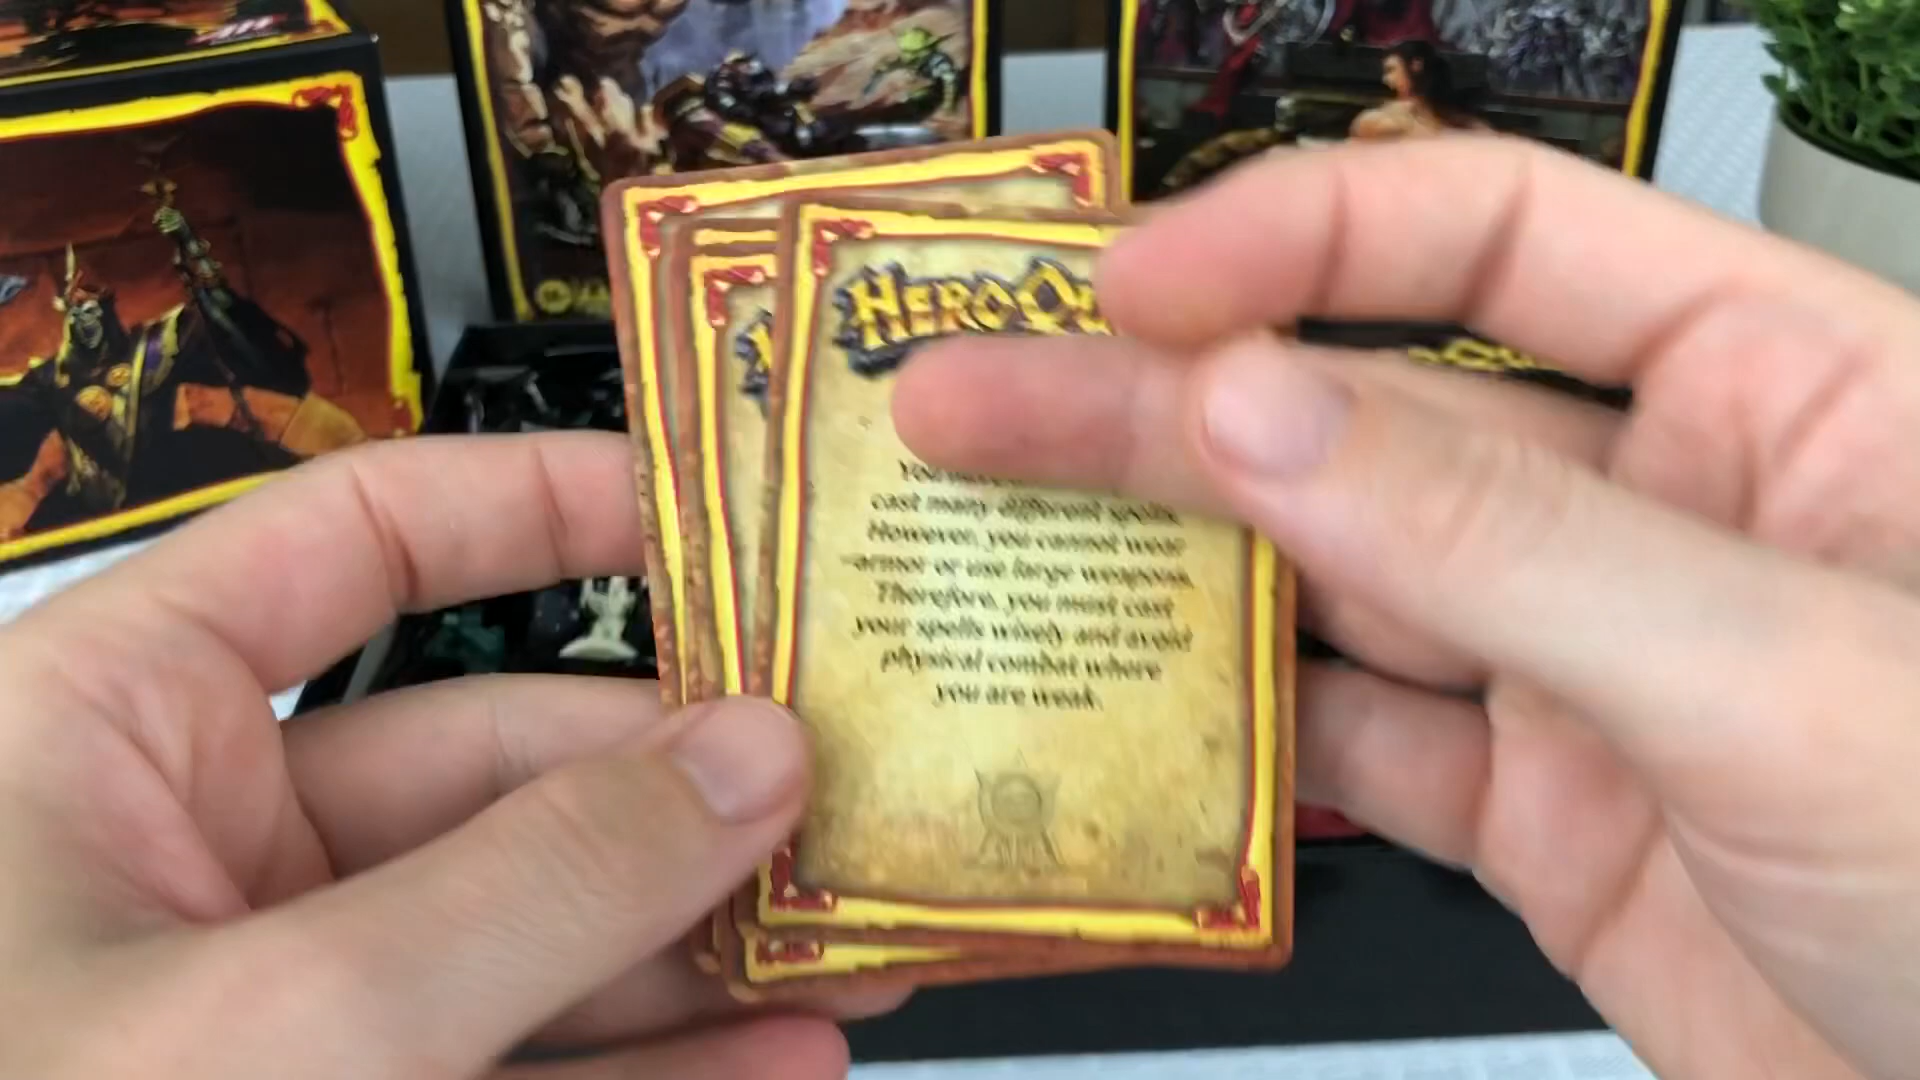 HEROQU
You
cast many different spells.
However, you cannot wear
armor or use large weapons.
Therefore, you must cast
your spells wisely and avoid
physical combat where
you are weak.